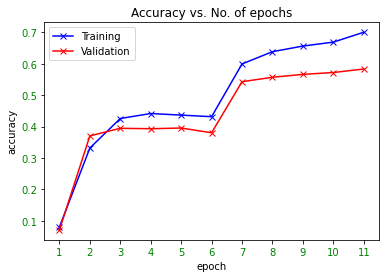 Accuracy vs. No. of epochs
Training
Validation
accuracy
0.7
0.6
0.5
0.4
0.3
0.2
0.1
1 2 3 4 5 6 7 8 9 10 11
epoch